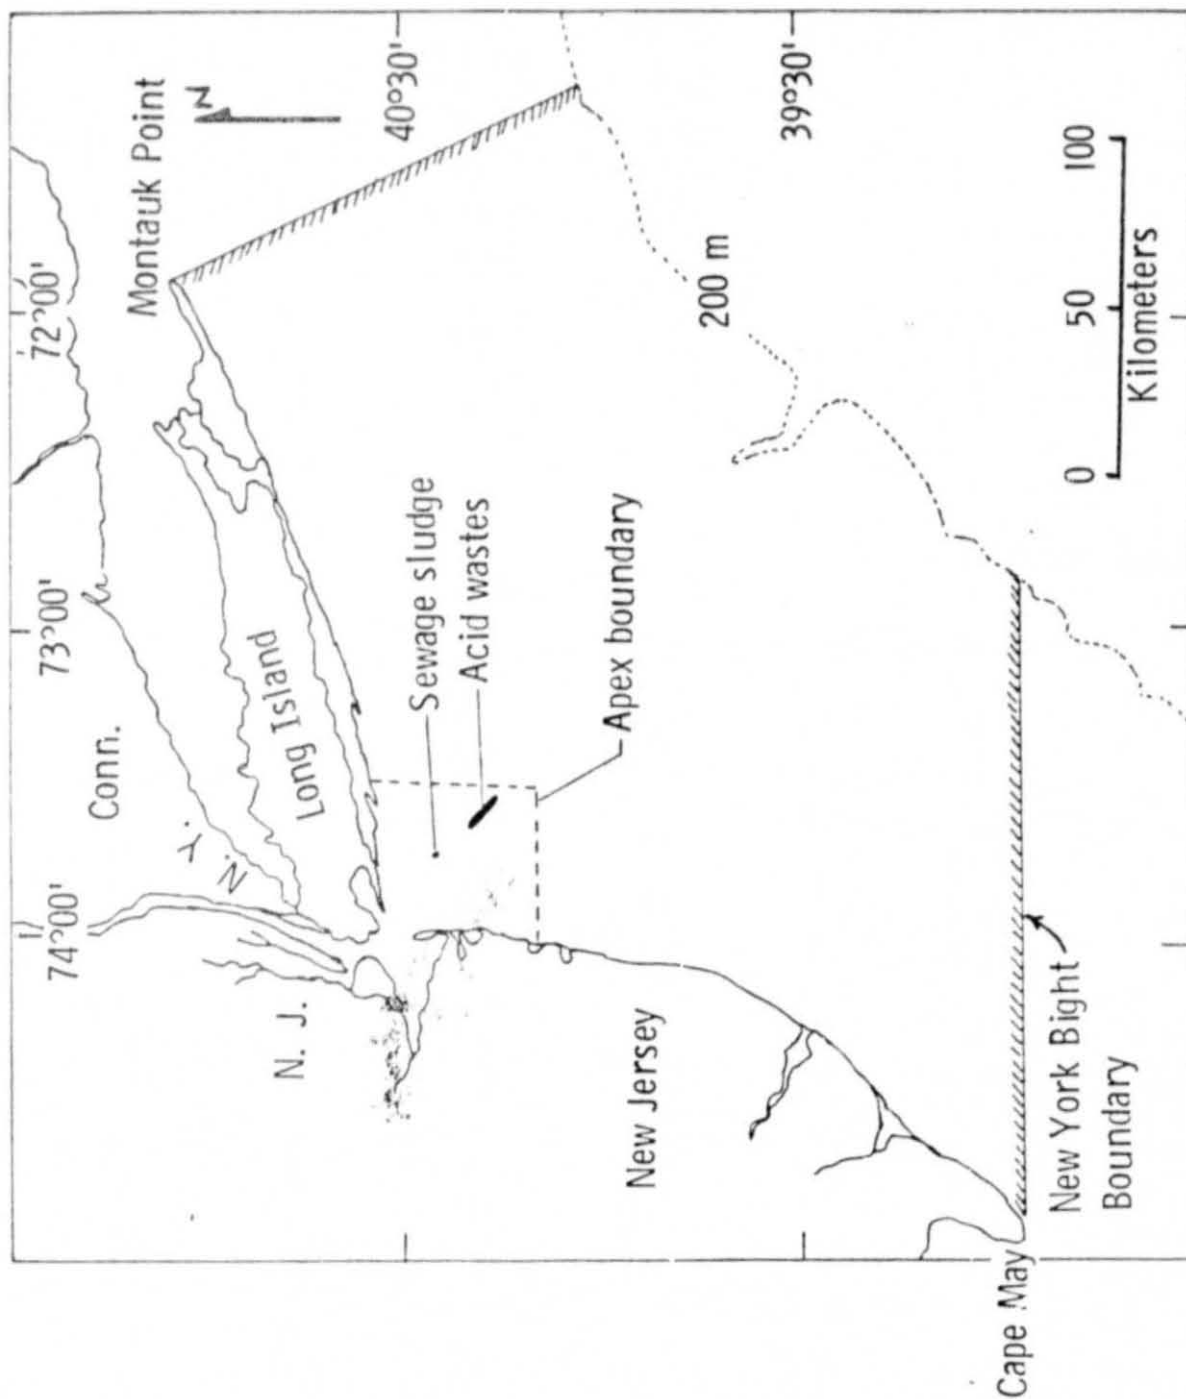 74°00'
73°00'
72°00'
Conn.
N. Y.
N. J.
Long Island
Montauk Point
N
40°30'
Sewage sludge
Acid wastes
Apex boundary
New Jersey
200 m
39°30'
Cape May
New York Bight
Boundary
0 50 100
Kilometers